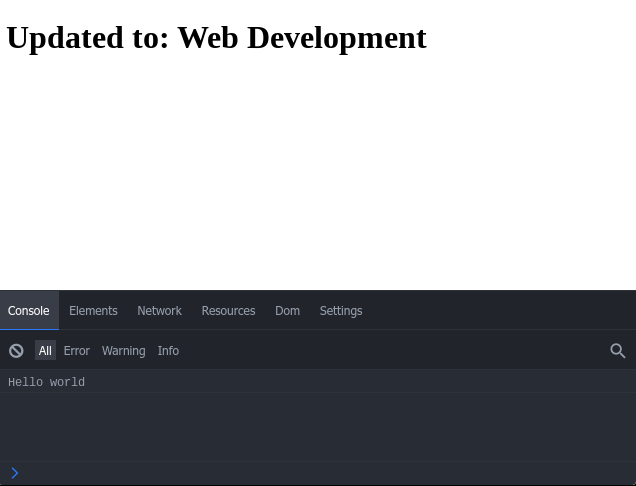 Updated to: Web Development
Console Elements Network Resources Dom Settings
All Error Warning Info
Hello world